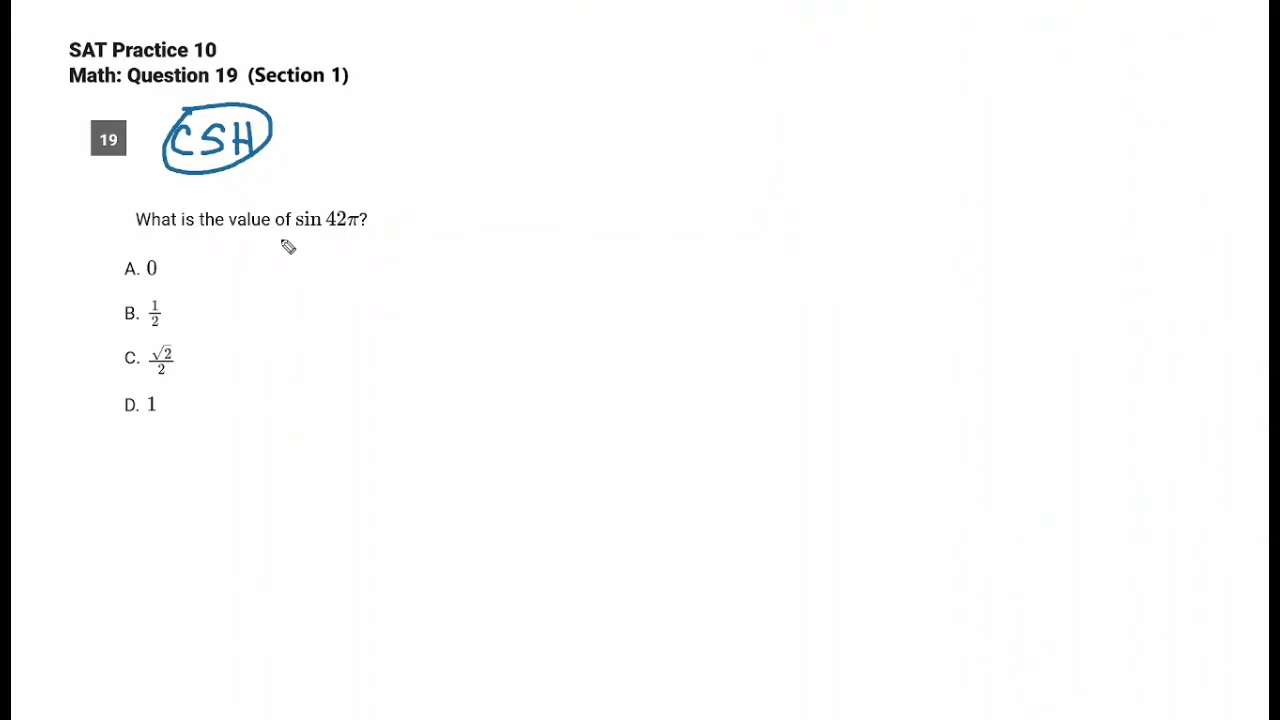 SAT Practice 10
Math: Question 19 (Section 1)
19
CSH
What is the value of sin 42π?
A. 0
B. 1/2
C. √2/2
D. 1